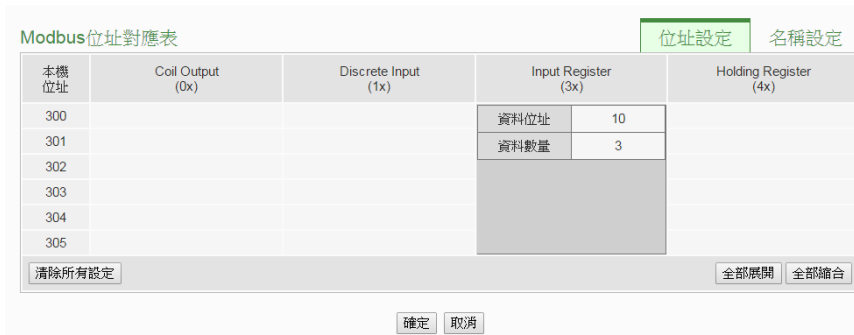 Modbus位址對應表 位址設定 名稱設定
本機位址 Coil Output (0x) Discrete Input (1x) Input Register (3x) Holding Register (4x)
300 資料位址 10
301 資料數量 3
302
303
304
305
清除所有設定 全部展開 全部縮合
確定 取消